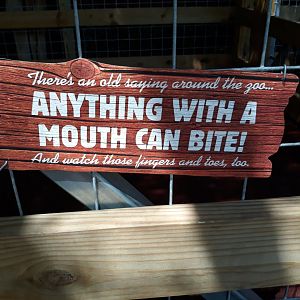 There's an old saying around the zoo...
ANYTHING WITH A
MOUTH CAN BITE!
And watch those fingers and toes, too.